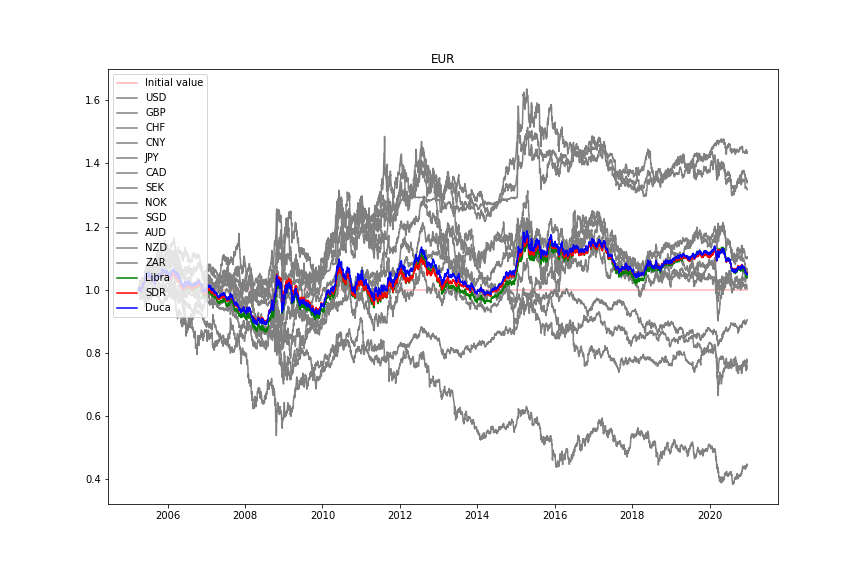 EUR
Initial value
USD
GBP
CHF
CNY
JPY
CAD
SEK
NOK
SGD
AUD
NZD
ZAR
Libra
SDR
Duca
1.6
1.4
1.2
1.0
0.8
0.6
0.4
2006 2008 2010 2012 2014 2016 2018 2020